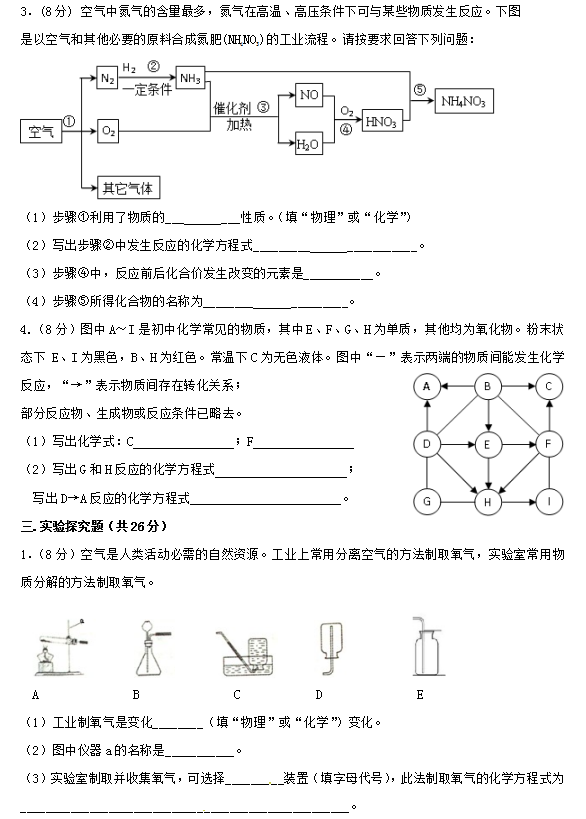 3. (8分) 空气中氮气的含量最多，氮气在高温、高压条件下可与某些物质发生反应。下图
是以空气和其他必要的原料合成氮肥(NH4NO3)的工业流程。请按要求回答下列问题：
空气 ① N2 H2 ② 一定条件 NH3
O2 催化剂 ③ 加热 NO H2O O2 ④ HNO3 ⑤ NH4NO3
其它气体
(1) 步骤①利用了物质的__________性质。(填“物理”或“化学”)
(2) 写出步骤②中发生反应的化学方程式____________________。
(3) 步骤④中，反应前后化合价发生改变的元素是__________。
(4) 步骤⑤所得化合物的名称为__________________。
4. (8分) 图中A～I是初中化学常见的物质，其中E、F、G、H为单质，其他均为氧化物。粉末状
态下 E、I为黑色，B、H为红色。常温下C为无色液体。图中“－”表示两端的物质间能发生化学
反应，“→”表示物质间存在转化关系；
部分反应物、生成物或反应条件已略去。
(1) 写出化学式：C______________；F______________
(2) 写出G和H反应的化学方程式__________________；
写出D→A反应的化学方程式____________________。
A B C
D E F
G H I
三.实验探究题（共26分）
1. (8分) 空气是人类活动必需的自然资源。工业上常用分离空气的方法制取氧气，实验室常用物
质分解的方法制取氧气。
a
A B C D E
(1) 工业制氧气是变化_______（填“物理”或“化学”）变化。
(2) 图中仪器a的名称是__________。
(3) 实验室制取并收集氧气，可选择________装置(填字母代号)，此法制取氧气的化学方程式为
______________________________________________。